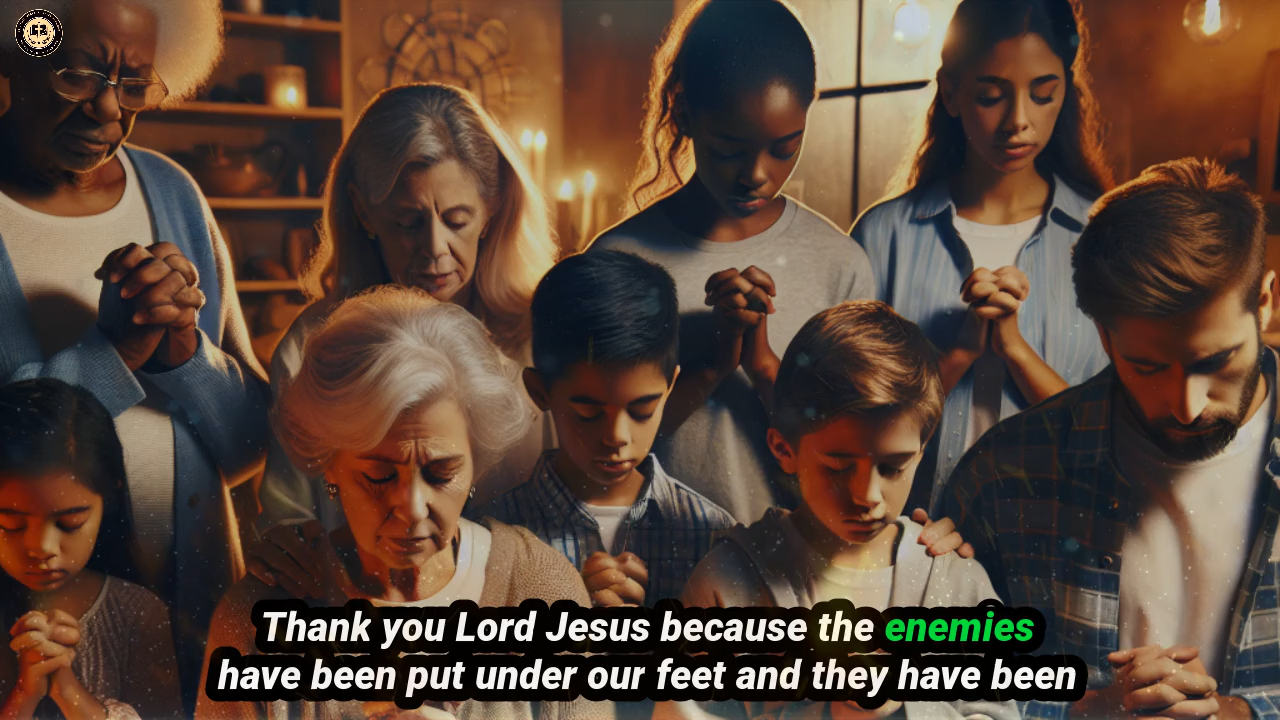 Thank you Lord Jesus because the enemies
have been put under our feet and they have been